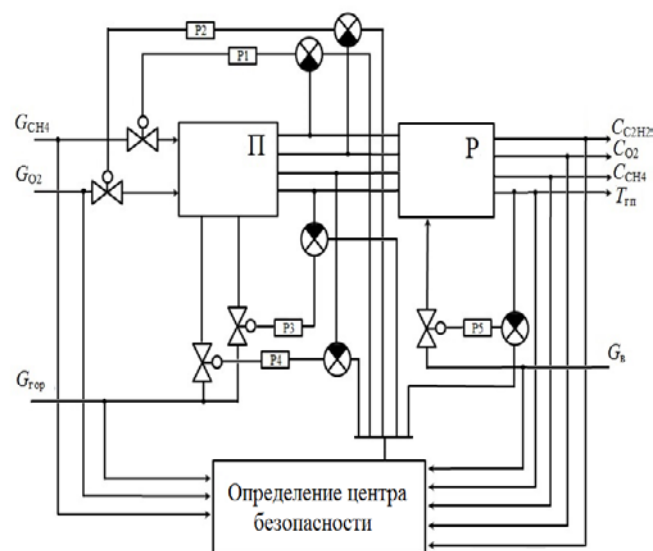 P2
P1
G_CH4
П
P
C_C2H2
C_O2
G_O2
C_CH4
T_гп
P3
P5
P4
G_в
G_гор
Определение центра
безопасности